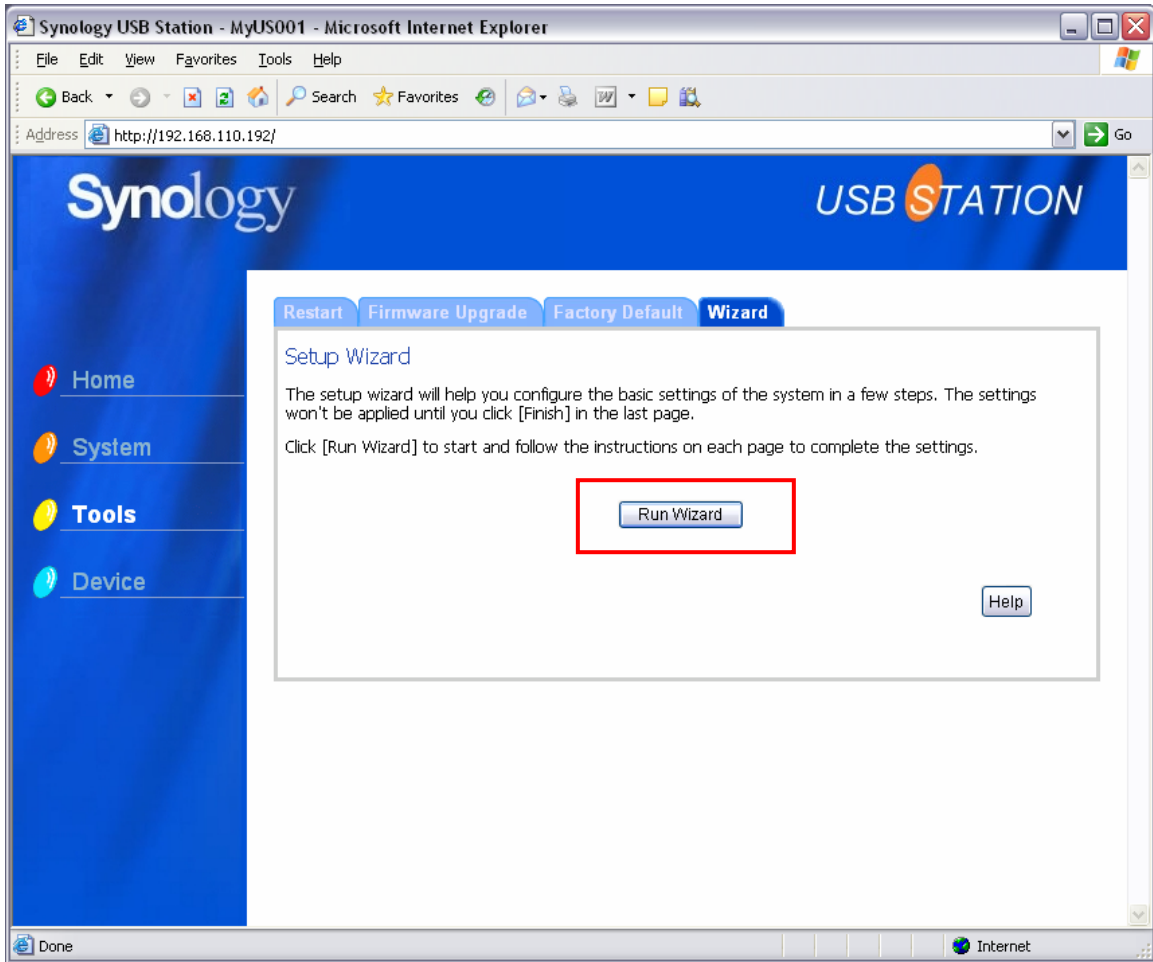 Synology USB Station - MyUS001 - Microsoft Internet Explorer
File Edit View Favorites Tools Help
Back Search Favorites
Address http://192.168.110.192/ Go
Synology USB STATION
Restart Firmware Upgrade Factory Default Wizard
Setup Wizard
Home
The setup wizard will help you configure the basic settings of the system in a few steps. The settings
won't be applied until you click [Finish] in the last page.
System
Click [Run Wizard] to start and follow the instructions on each page to complete the settings.
Tools
Run Wizard
Device
Help
Done Internet